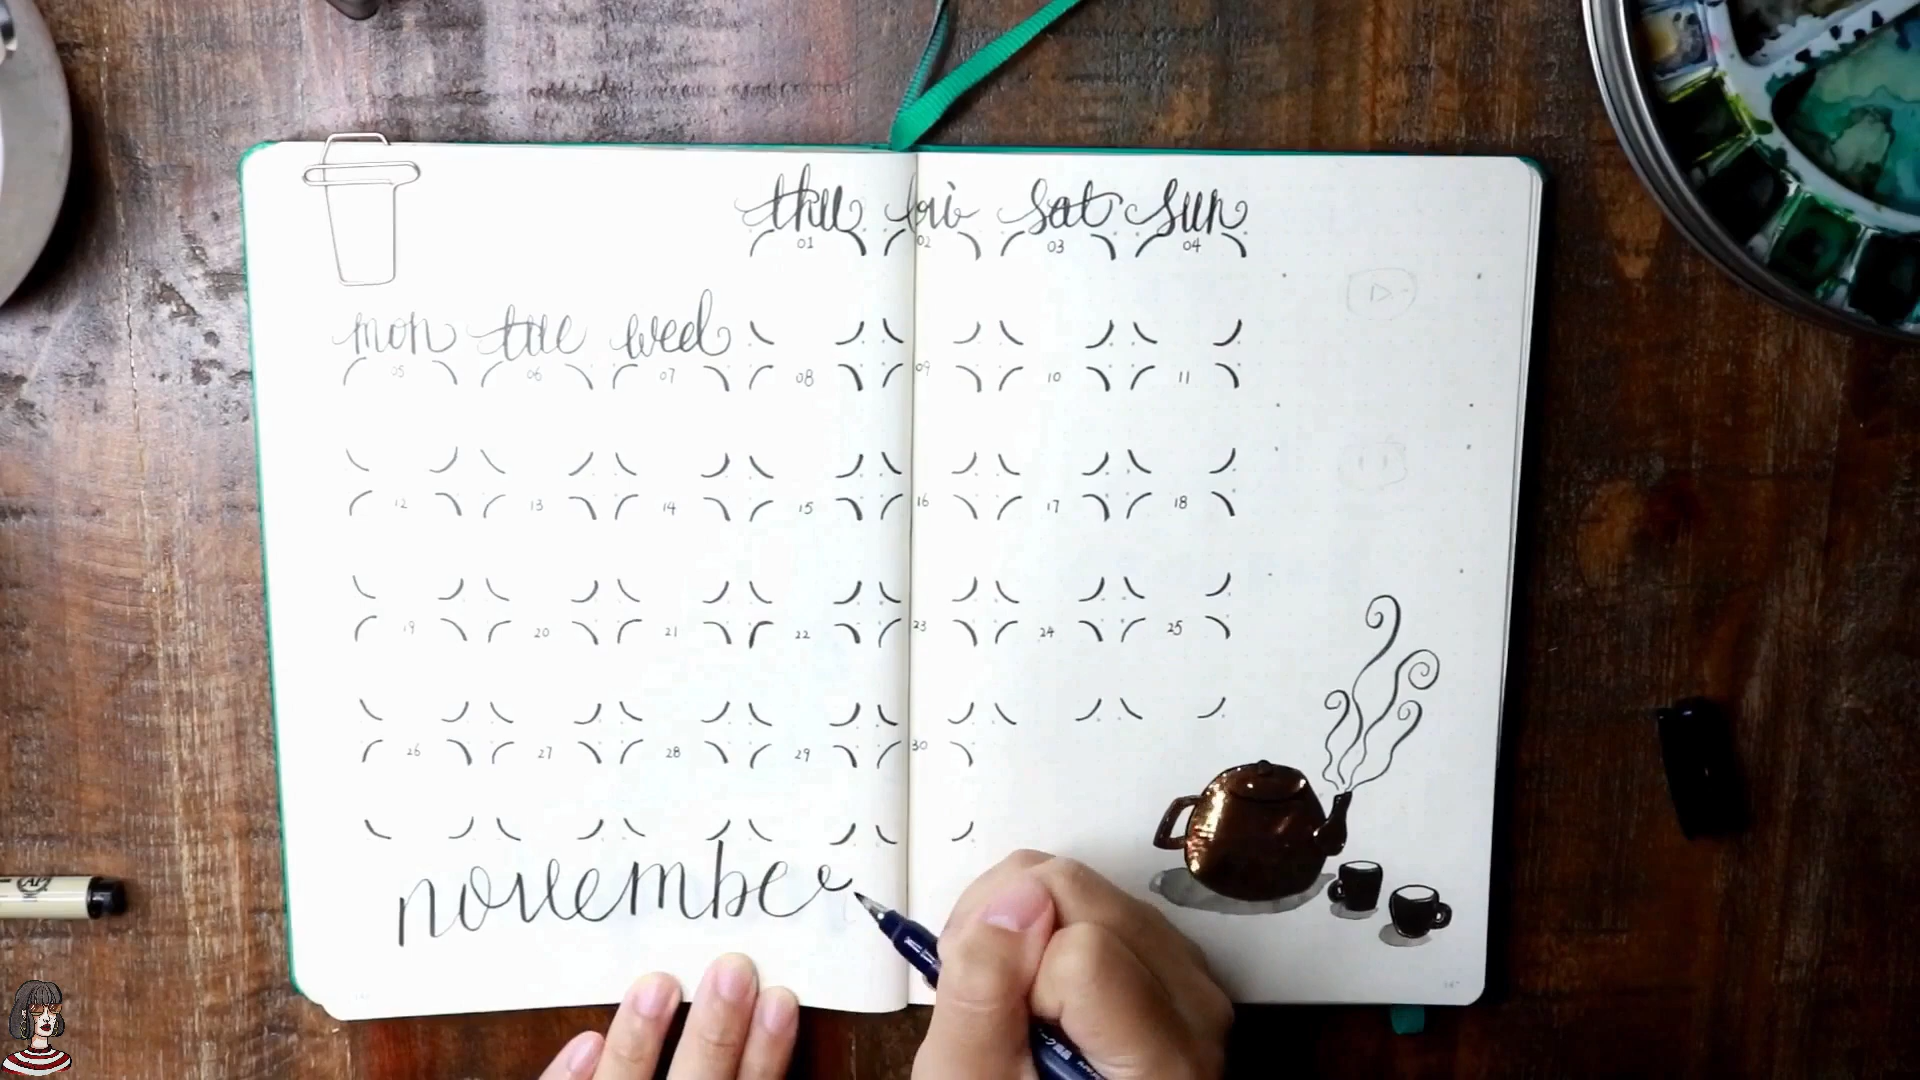 thu fri sat sun
01 02 03 04
mon tue wed
05 06 07 08 09 10 11
12 13 14 15 16 17 18
19 20 21 22 23 24 25
26 27 28 29 30
november